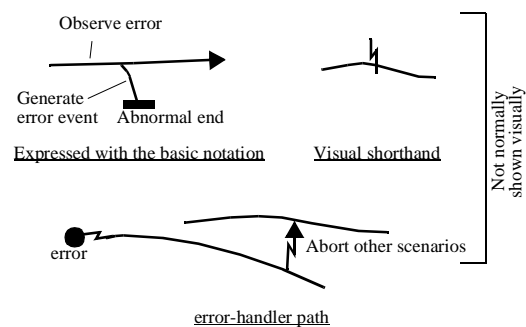 Observe error
Generate
error event
Abnormal end
Expressed with the basic notation
Visual shorthand
Not normally
shown visually
error
Abort other scenarios
error-handler path